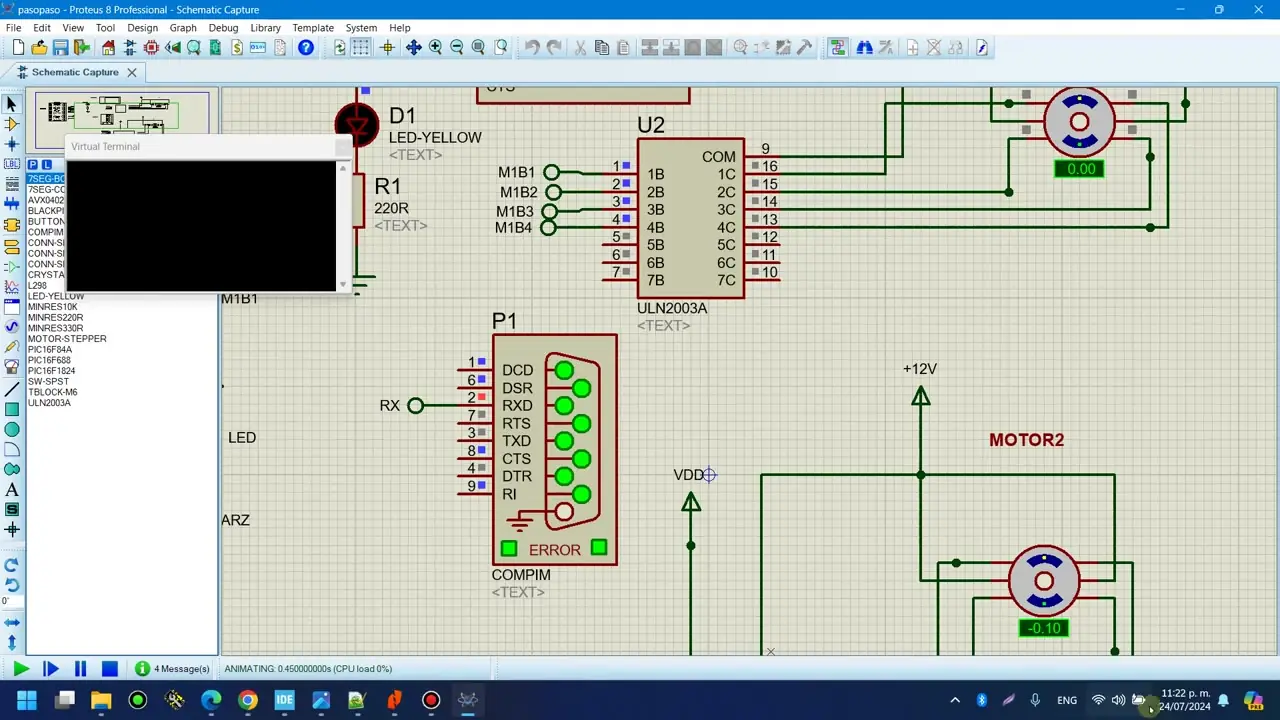 pasopaso - Proteus 8 Professional - Schematic Capture
File Edit View Tool Design Graph Debug Library Template System Help
Schematic Capture
Virtual Terminal
P L
7SEG-BC
7SEG-CO
AVX0402
BLACKPI
BUTTON
COMPIM
CONN-SI
CONN-SI
CONN-SI
CRYSTA
L298
LED-YELLOW
MINRES10K
MINRES220R
MINRES330R
MOTOR-STEPPER
PIC16F84A
PIC16F688
PIC16F1824
SW-SPST
TBLOCK-M6
ULN2003A
D1
LED-YELLOW
<TEXT>
R1
220R
<TEXT>
M1B1
LED
ARZ
CTS
U2
M1B1
M1B2
M1B3
M1B4
1 1B
2 2B
3 3B
4 4B
5 5B
6 6B
7 7B
COM 9
1C 16
2C 15
3C 14
4C 13
5C 12
6C 11
7C 10
ULN2003A
<TEXT>
0.00
P1
1 DCD
6 DSR
RX 2 RXD
7 RTS
3 TXD
8 CTS
4 DTR
9 RI
ERROR
COMPIM
<TEXT>
VDD
+12V
MOTOR2
-0.10
0°
4 Message(s)
ANIMATING: 0.450000000s (CPU load 0%)
IDE
ENG
11:22 p. m.
24/07/2024